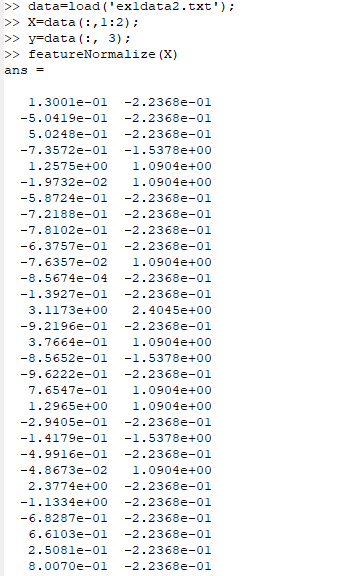 >> data=load('ex1data2.txt');
>> X=data(:,1:2);
>> y=data(:, 3);
>> featureNormalize(X)
ans =
1.3001e-01 -2.2368e-01
-5.0419e-01 -2.2368e-01
5.0248e-01 -2.2368e-01
-7.3572e-01 -1.5378e+00
1.2575e+00 1.0904e+00
-1.9732e-02 1.0904e+00
-5.8724e-01 -2.2368e-01
-7.2188e-01 -2.2368e-01
-7.8102e-01 -2.2368e-01
-6.3757e-01 -2.2368e-01
-7.6357e-02 1.0904e+00
-8.5674e-04 -2.2368e-01
-1.3927e-01 -2.2368e-01
3.1173e+00 2.4045e+00
-9.2196e-01 -2.2368e-01
3.7664e-01 1.0904e+00
-8.5652e-01 -1.5378e+00
-9.6222e-01 -2.2368e-01
7.6547e-01 1.0904e+00
1.2965e+00 1.0904e+00
-2.9405e-01 -2.2368e-01
-1.4179e-01 -1.5378e+00
-4.9916e-01 -2.2368e-01
-4.8673e-02 1.0904e+00
2.3774e+00 -2.2368e-01
-1.1334e+00 -2.2368e-01
-6.8287e-01 -2.2368e-01
6.6103e-01 -2.2368e-01
2.5081e-01 -2.2368e-01
8.0070e-01 -2.2368e-01